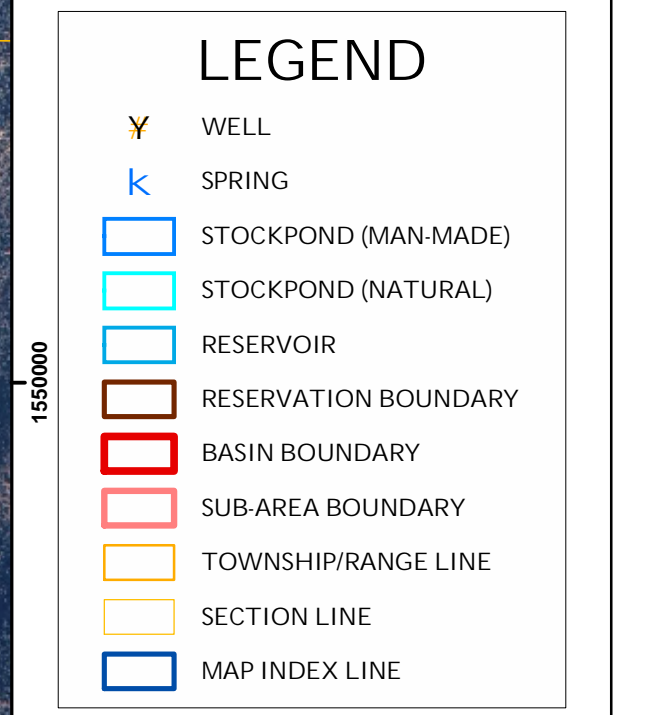 LEGEND
WELL
k SPRING
STOCKPOND (MAN-MADE)
STOCKPOND (NATURAL)
RESERVOIR
RESERVATION BOUNDARY
BASIN BOUNDARY
SUB-AREA BOUNDARY
TOWNSHIP/RANGE LINE
SECTION LINE
MAP INDEX LINE
1550000